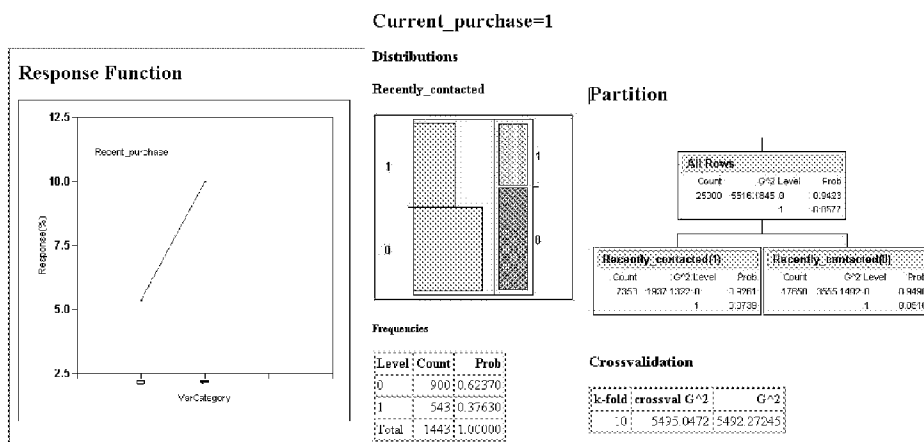 Response Function
12.5
Recent_purchase
10.0
Response(%)
7.5
5.0
2.5
0 1
VarCategory
Current_purchase=1
Distributions
Recently_contacted
1
0
1
0
Frequencies
Level Count Prob
0 900 0.62370
1 543 0.37630
Total 1443 1.00000
Partition
All Rows
Count G^2 Level Prob
0 0.9423
1 0.0577
Recently_contacted(1)
Count G^2 Level Prob
1
Recently_contacted(0)
Count G^2 Level Prob
1
Crossvalidation
k-fold crossval G^2 G^2
10 5495.0472 5492.27245